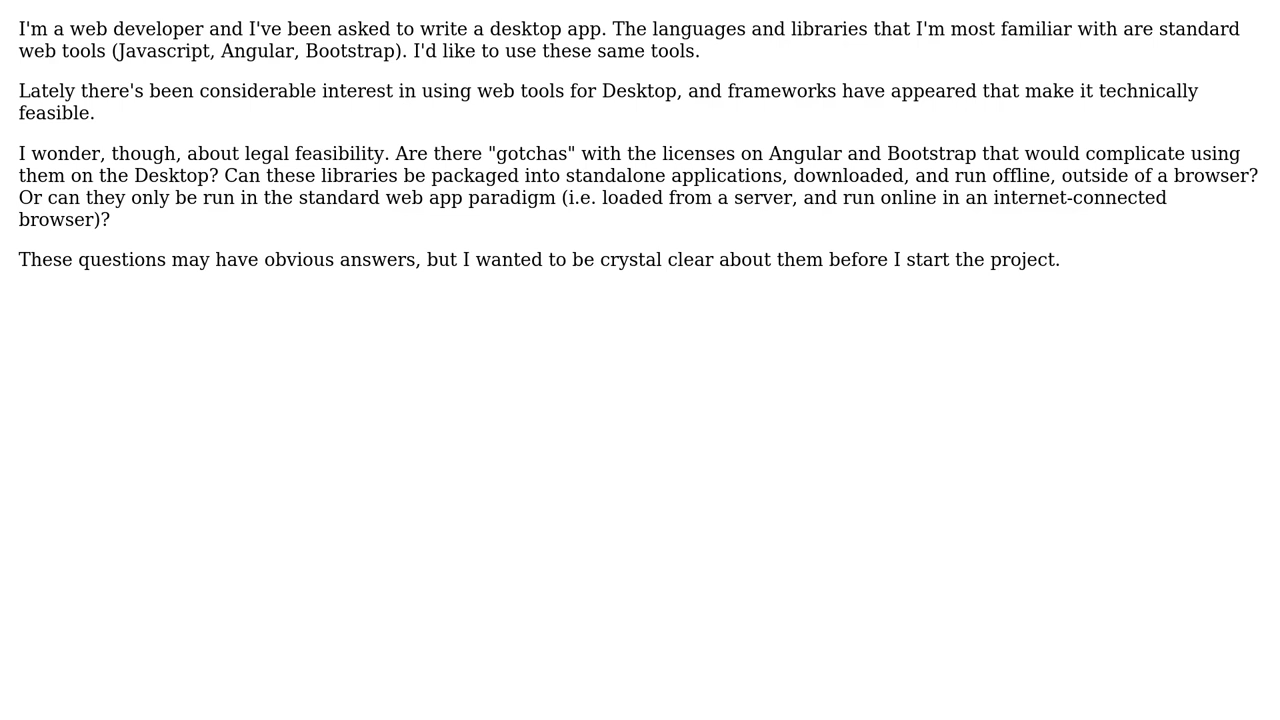 I'm a web developer and I've been asked to write a desktop app. The languages and libraries that I'm most familiar with are standard
web tools (Javascript, Angular, Bootstrap). I'd like to use these same tools.
Lately there's been considerable interest in using web tools for Desktop, and frameworks have appeared that make it technically
feasible.
I wonder, though, about legal feasibility. Are there "gotchas" with the licenses on Angular and Bootstrap that would complicate using
them on the Desktop? Can these libraries be packaged into standalone applications, downloaded, and run offline, outside of a browser?
Or can they only be run in the standard web app paradigm (i.e. loaded from a server, and run online in an internet-connected
browser)?
These questions may have obvious answers, but I wanted to be crystal clear about them before I start the project.